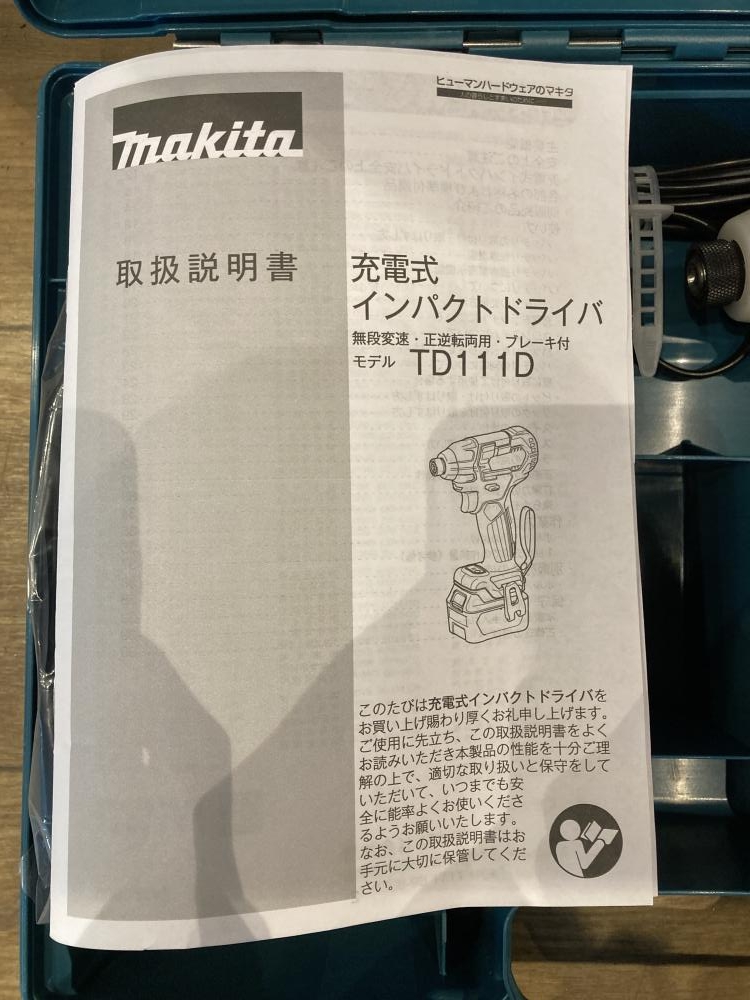 ヒューマンハードウェアのマキタ
makita
取扱説明書
充電式
インパクトドライバ
無段変速・正逆転両用・ブレーキ付
モデル TD111D
このたびは充電式インパクトドライバを
お買い上げ賜わり厚くお礼申し上げます。
ご使用に先立ち、この取扱説明書をよく
お読みいただき本製品の性能を十分ご理
解の上で、適切な取り扱いと保守をして
いただいて、いつまでも安
全に能率よくお使いくださ
るようお願いいたします。
なお、この取扱説明書はお
手元に大切に保管してくだ
さい。